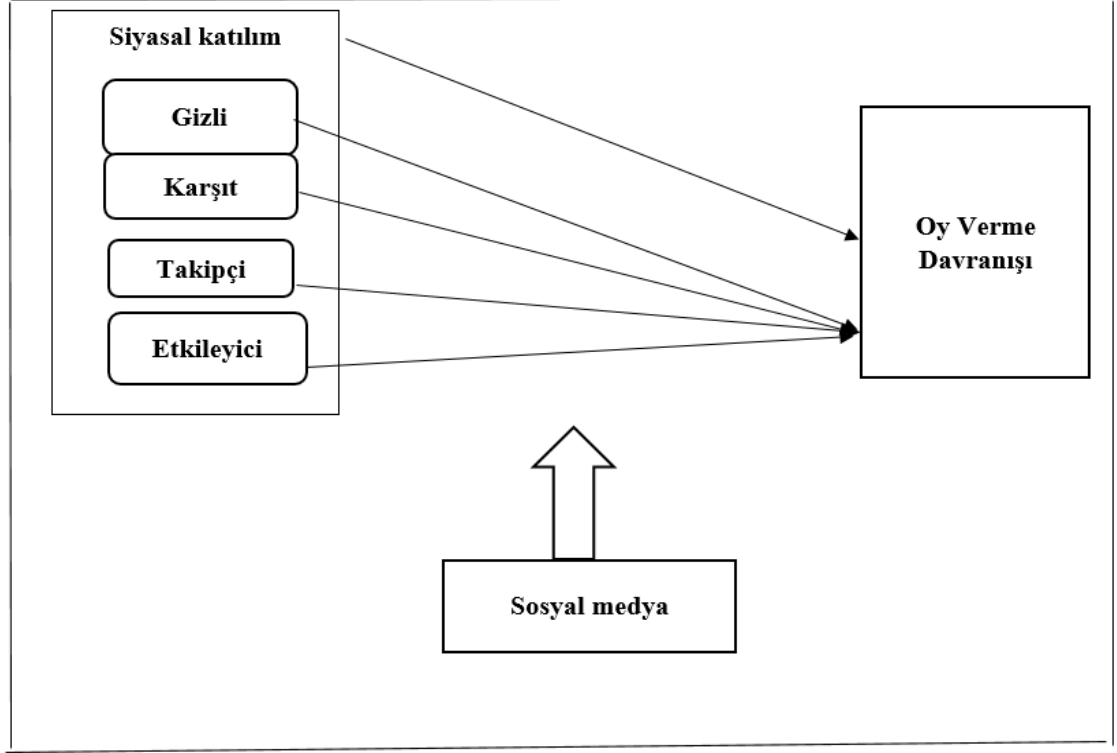 Siyasal katılım
Gizli
Karşıt
Takipçi
Etkileyici
Oy Verme
Davranışı
Sosyal medya